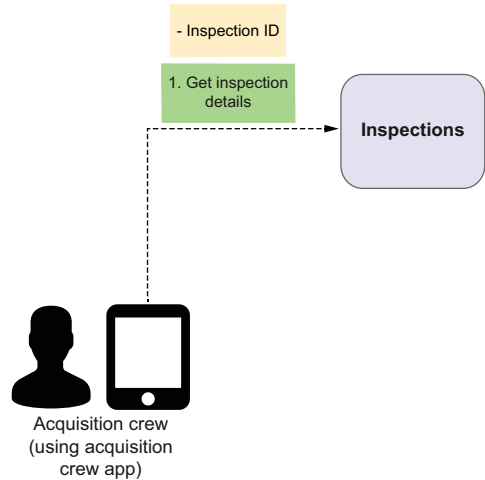 - Inspection ID
1. Get inspection
details
Inspections
Acquisition crew
(using acquisition
crew app)